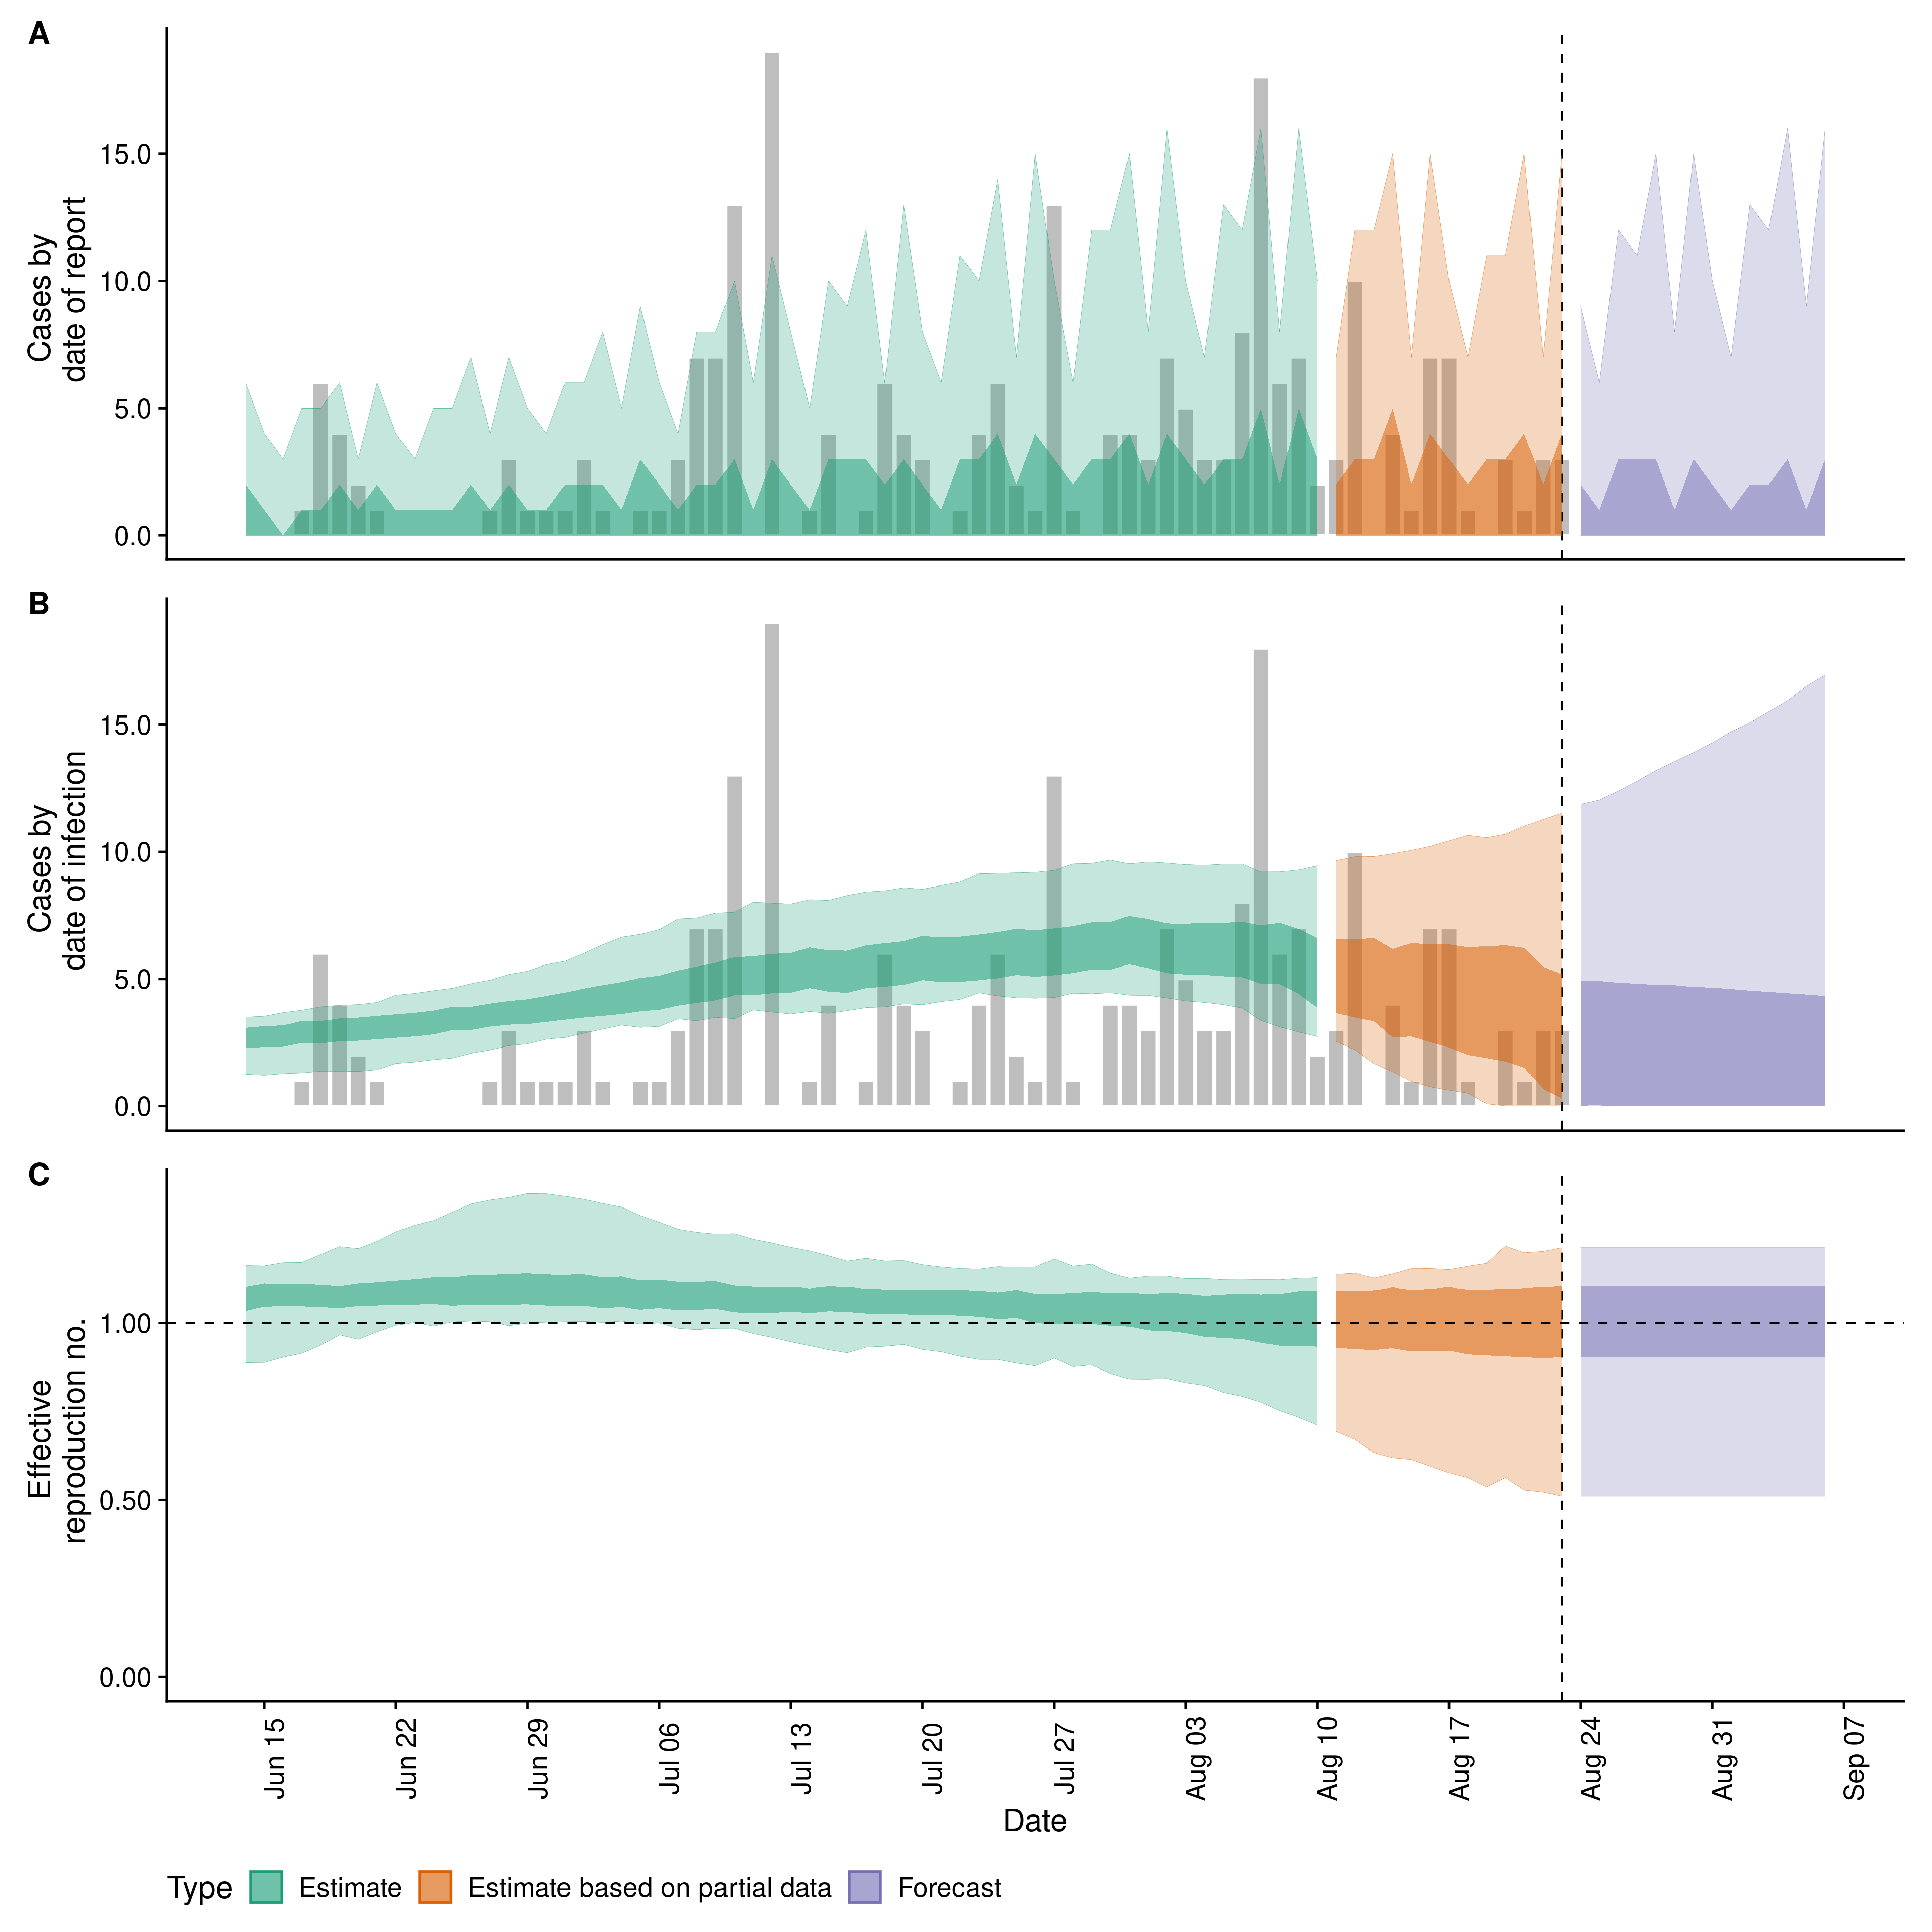 A
Cases by
date of report
15.0
10.0
5.0
0.0
B
Cases by
date of infection
15.0
10.0
5.0
0.0
C
Effective
reproduction no.
1.00
0.50
0.00
Jun 15
Jun 22
Jun 29
Jul 06
Jul 13
Jul 20
Jul 27
Aug 03
Aug 10
Aug 17
Aug 24
Aug 31
Sep 07
Date
Type Estimate Estimate based on partial data Forecast